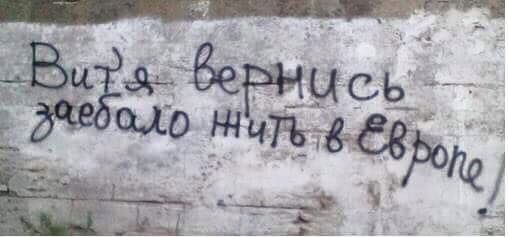 Витя вернись
заебало жить в Европе!